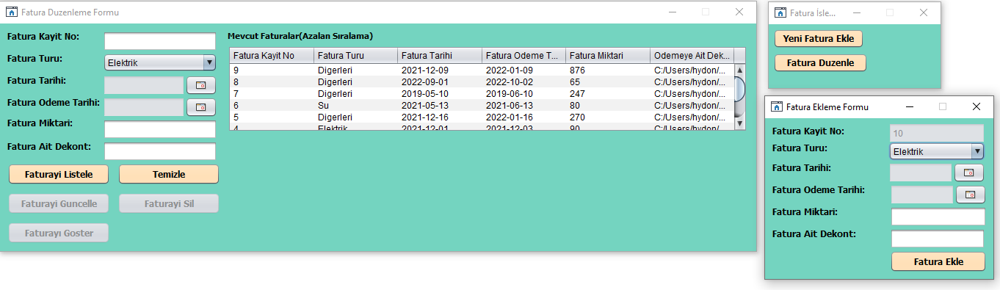 Fatura Duzenleme Formu
Fatura Kayit No:
Fatura Turu:
Elektrik
Fatura Tarihi:
Fatura Odeme Tarihi:
Fatura Miktari:
Fatura Ait Dekont:
Faturayi Listele
Temizle
Faturayi Guncelle
Faturayi Sil
Faturayı Goster
Mevcut Faturalar(Azalan Sıralama)
Fatura Kayit No Fatura Turu Fatura Tarihi Fatura Odeme T... Fatura Miktari Odemeye Ait Dek...
9 Digerleri 2021-12-09 2022-01-09 876 C:/Users/hydon/...
8 Digerleri 2022-09-01 2022-10-02 65 C:/Users/hydon/...
7 Digerleri 2019-05-10 2019-06-10 247 C:/Users/hydon/...
6 Su 2021-05-13 2021-06-13 80 C:/Users/hydon/...
5 Digerleri 2021-12-16 2022-01-16 270 C:/Users/hydon/...
4 Elektrik 2021-12-01 2021-12-03 90 C:/Users/hydon/...
Fatura İsle...
Yeni Fatura Ekle
Fatura Duzenle
Fatura Ekleme Formu
Fatura Kayit No:
10
Fatura Turu:
Elektrik
Fatura Tarihi:
Fatura Odeme Tarihi:
Fatura Miktari:
Fatura Ait Dekont:
Fatura Ekle